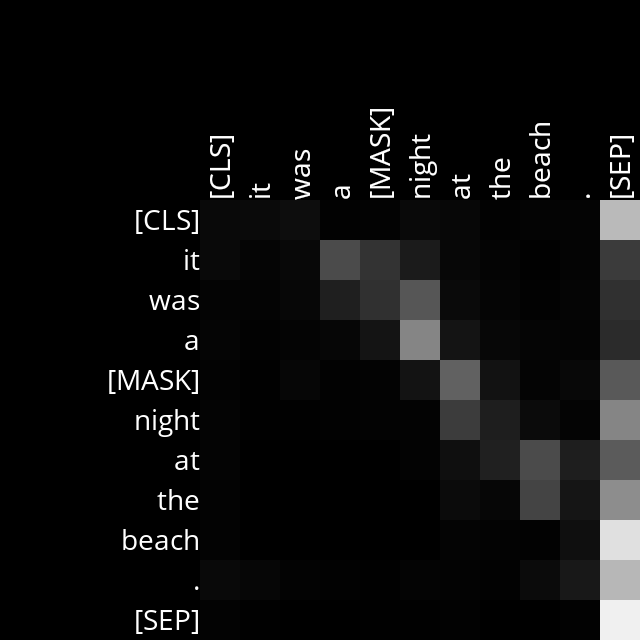 [CLS] it was a [MASK] night at the beach . [SEP]
[CLS]
it
was
a
[MASK]
night
at
the
beach
.
[SEP]